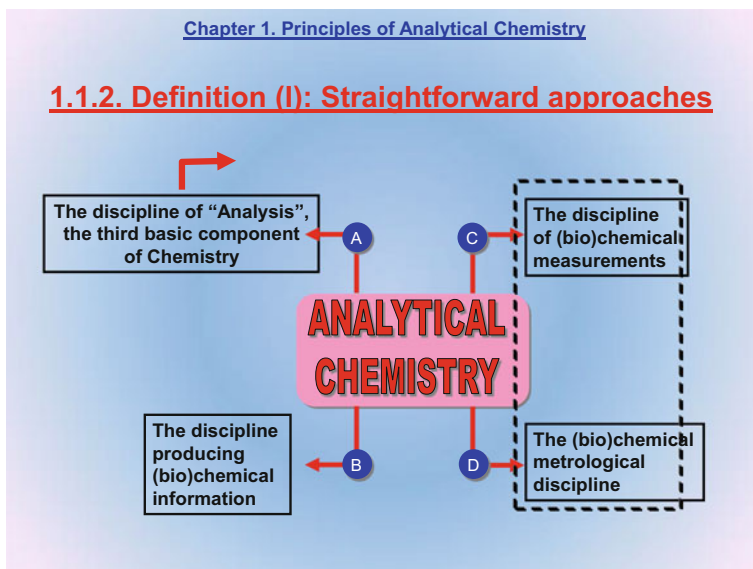 Chapter 1. Principles of Analytical Chemistry
1.1.2. Definition (I): Straightforward approaches
The discipline of “Analysis”,
the third basic component
of Chemistry
A
C
The discipline
of (bio)chemical
measurements
ANALYTICAL
CHEMISTRY
The discipline
producing
(bio)chemical
information
B
D
The (bio)chemical
metrological
discipline